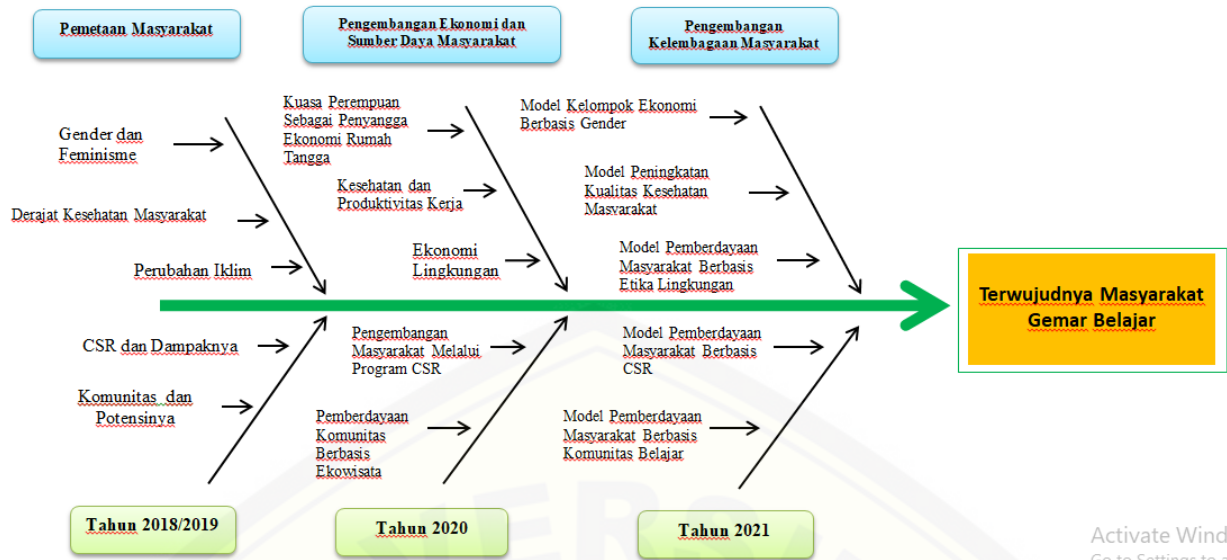 Pemetaan Masyarakat
Pengembangan Ekonomi dan
Sumber Daya Masyarakat
Pengembangan
Kelembagaan Masyarakat
Gender dan
Feminisme
Derajat Kesehatan Masyarakat
Perubahan Iklim
Kuasa Perempuan
Sebagai Penyangga
Ekonomi Rumah
Tangga
Kesehatan dan
Produktivitas Kerja
Ekonomi
Lingkungan
Model Kelompok Ekonomi
Berbasis Gender
Model Peningkatan
Kualitas Kesehatan
Masyarakat
Model Pemberdayaan
Masyarakat Berbasis
Etika Lingkungan
Terwujudnya Masyarakat
Gemar Belajar
CSR dan Dampaknya
Komunitas dan
Potensinya
Pengembangan
Masyarakat Melalui
Program CSR
Pemberdayaan
Komunitas
Berbasis
Ekowisata
Model Pemberdayaan
Masyarakat Berbasis
CSR
Model Pemberdayaan
Masyarakat Berbasis
Komunitas Belajar
Tahun 2018/2019
Tahun 2020
Tahun 2021
Activate Wind